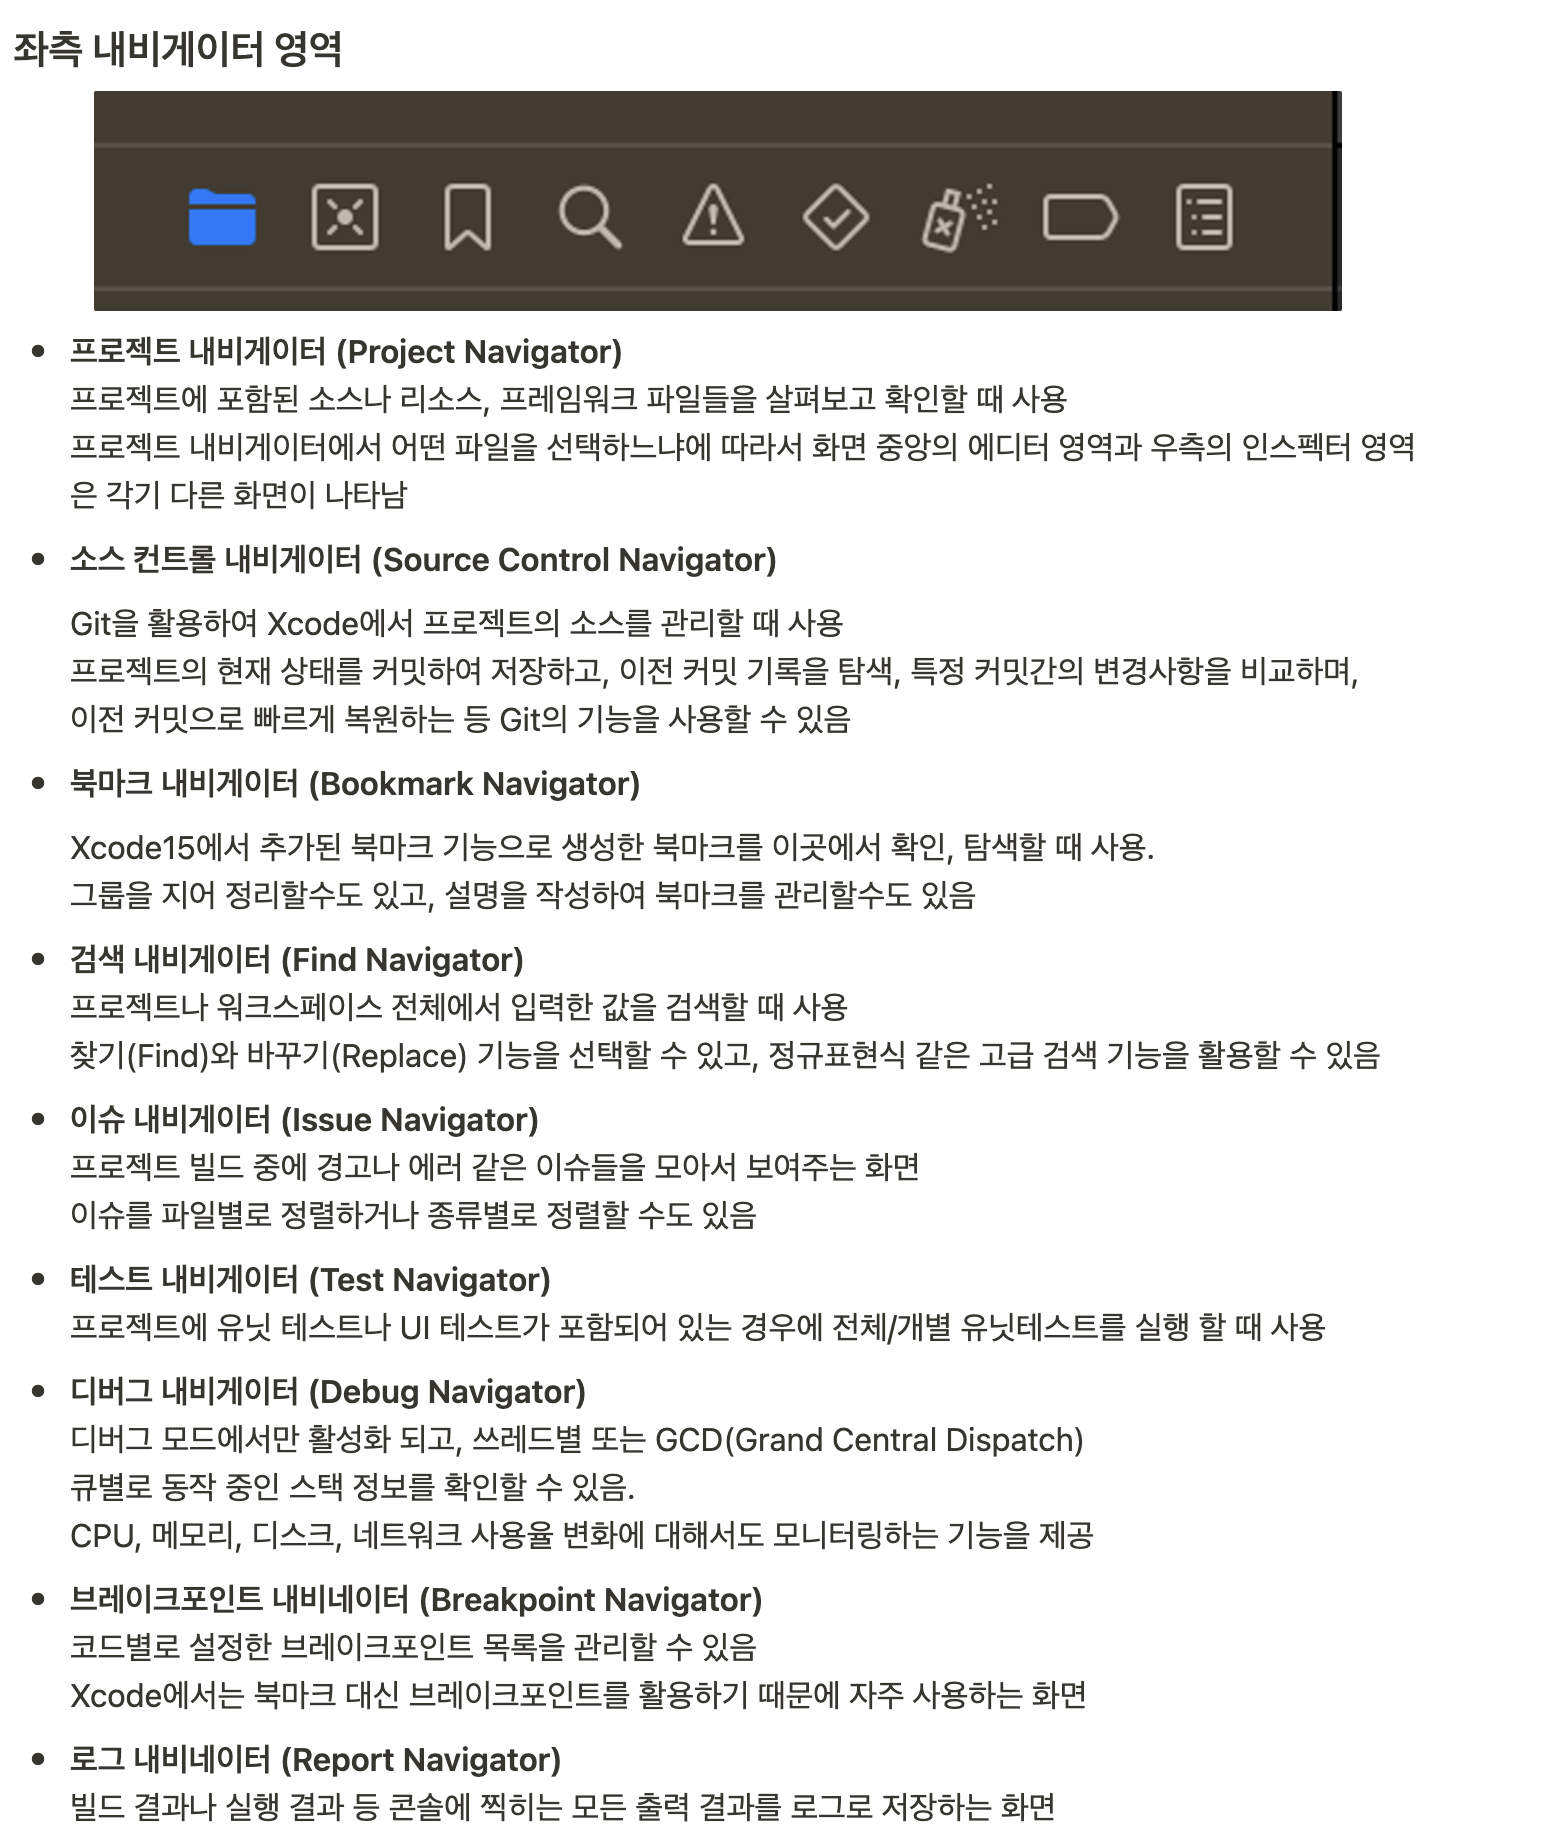 좌측 내비게이터 영역
프로젝트 내비게이터 (Project Navigator)
프로젝트에 포함된 소스나 리소스, 프레임워크 파일들을 살펴보고 확인할 때 사용
프로젝트 내비게이터에서 어떤 파일을 선택하느냐에 따라서 화면 중앙의 에디터 영역과 우측의 인스펙터 영역
은 각기 다른 화면이 나타남
소스 컨트롤 내비게이터 (Source Control Navigator)
Git을 활용하여 Xcode에서 프로젝트의 소스를 관리할 때 사용
프로젝트의 현재 상태를 커밋하여 저장하고, 이전 커밋 기록을 탐색, 특정 커밋간의 변경사항을 비교하며,
이전 커밋으로 빠르게 복원하는 등 Git의 기능을 사용할 수 있음
북마크 내비게이터 (Bookmark Navigator)
Xcode15에서 추가된 북마크 기능으로 생성한 북마크를 이곳에서 확인, 탐색할 때 사용.
그룹을 지어 정리할수도 있고, 설명을 작성하여 북마크를 관리할수도 있음
검색 내비게이터 (Find Navigator)
프로젝트나 워크스페이스 전체에서 입력한 값을 검색할 때 사용
찾기(Find)와 바꾸기(Replace) 기능을 선택할 수 있고, 정규표현식 같은 고급 검색 기능을 활용할 수 있음
이슈 내비게이터 (Issue Navigator)
프로젝트 빌드 중에 경고나 에러 같은 이슈들을 모아서 보여주는 화면
이슈를 파일별로 정렬하거나 종류별로 정렬할 수도 있음
테스트 내비게이터 (Test Navigator)
프로젝트에 유닛 테스트나 UI 테스트가 포함되어 있는 경우에 전체/개별 유닛테스트를 실행 할 때 사용
디버그 내비게이터 (Debug Navigator)
디버그 모드에서만 활성화 되고, 쓰레드별 또는 GCD(Grand Central Dispatch)
큐별로 동작 중인 스택 정보를 확인할 수 있음.
CPU, 메모리, 디스크, 네트워크 사용율 변화에 대해서도 모니터링하는 기능을 제공
브레이크포인트 내비네이터 (Breakpoint Navigator)
코드별로 설정한 브레이크포인트 목록을 관리할 수 있음
Xcode에서는 북마크 대신 브레이크포인트를 활용하기 때문에 자주 사용하는 화면
로그 내비네이터 (Report Navigator)
빌드 결과나 실행 결과 등 콘솔에 찍히는 모든 출력 결과를 로그로 저장하는 화면